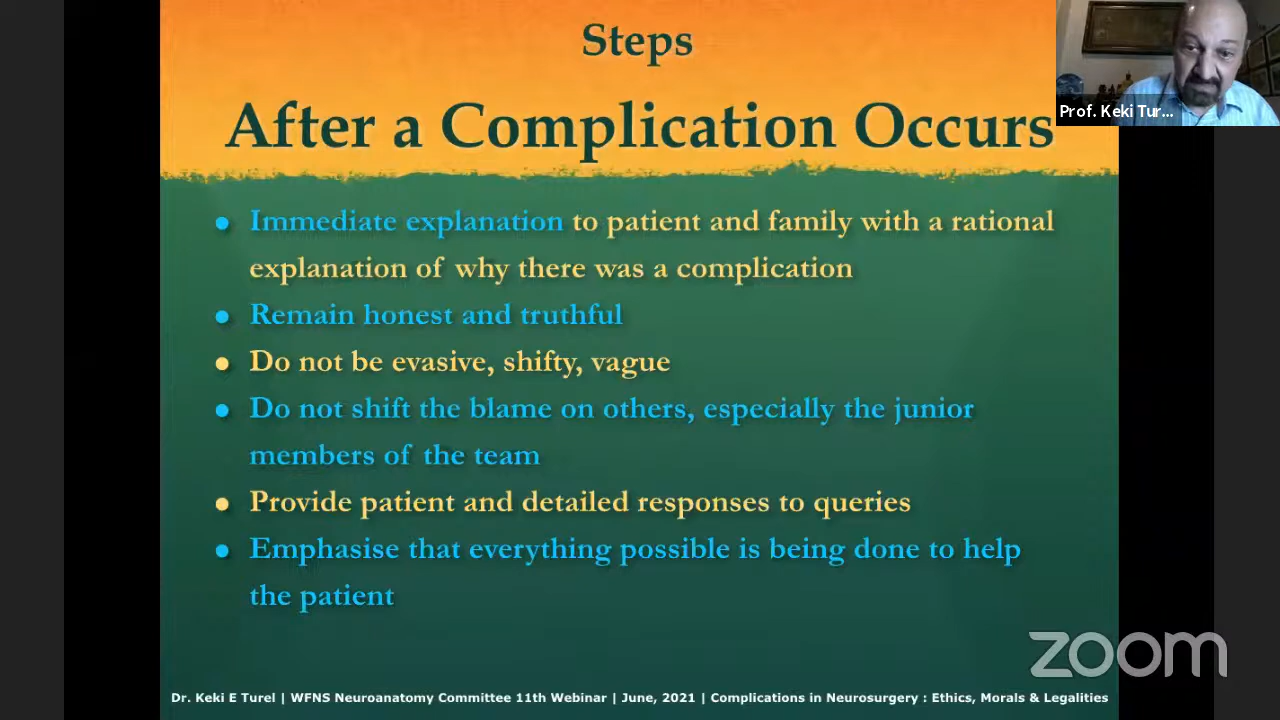 Steps
After a Complication Occurs
Prof. Keki Tur...
• Immediate explanation to patient and family with a rational
explanation of why there was a complication
• Remain honest and truthful
• Do not be evasive, shifty, vague
• Do not shift the blame on others, especially the junior
members of the team
• Provide patient and detailed responses to queries
• Emphasise that everything possible is being done to help
the patient
zoom
Dr. Keki E Turel | WFNS Neuroanatomy Committee 11th Webinar | June, 2021 | Complications in Neurosurgery : Ethics, Morals & Legalities